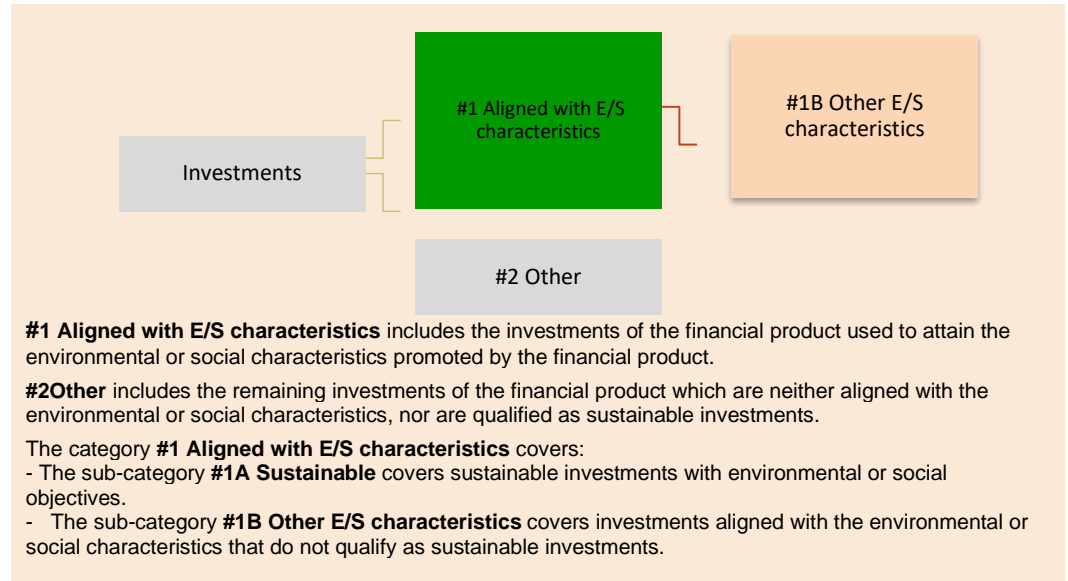 #1 Aligned with E/S
characteristics
#1B Other E/S
characteristics
Investments
#2 Other
#1 Aligned with E/S characteristics includes the investments of the financial product used to attain the
environmental or social characteristics promoted by the financial product.
#2Other includes the remaining investments of the financial product which are neither aligned with the
environmental or social characteristics, nor are qualified as sustainable investments.
The category #1 Aligned with E/S characteristics covers:
- The sub-category #1A Sustainable covers sustainable investments with environmental or social
objectives.
- The sub-category #1B Other E/S characteristics covers investments aligned with the environmental or
social characteristics that do not qualify as sustainable investments.